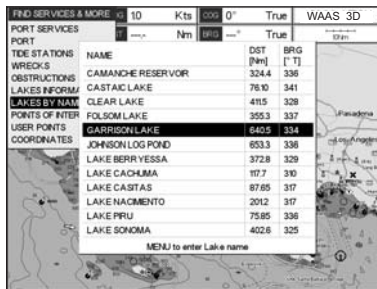 FIND SERVICES & MORE
10 Kts COG 0° True WAAS 3D
---,- Nm BRG ---° True
PORT SERVICES
PORT
TIDE STATIONS
WRECKS
OBSTRUCTIONS
LAKES INFORMA
LAKES BY NAM
POINTS OF INTER
USER POINTS
COORDINATES
NAME DST [Nm] BRG [° T]
CAMANCHE RESERVOIR 324.4 336
CASTAIC LAKE 76.10 341
CLEAR LAKE 411.5 328
FOLSOM LAKE 355.3 337
GARRISON LAKE 640.5 334
JOHNSON LOG POND 653.3 336
LAKE BERRYESSA 372.8 329
LAKE CACHUMA 117.7 310
LAKE CASITAS 87.65 317
LAKE NACIMENTO 201.2 317
LAKE PIRU 75.85 336
LAKE SONOMA 402.6 325
MENU to enter Lake name
Pasadena
Los Angeles